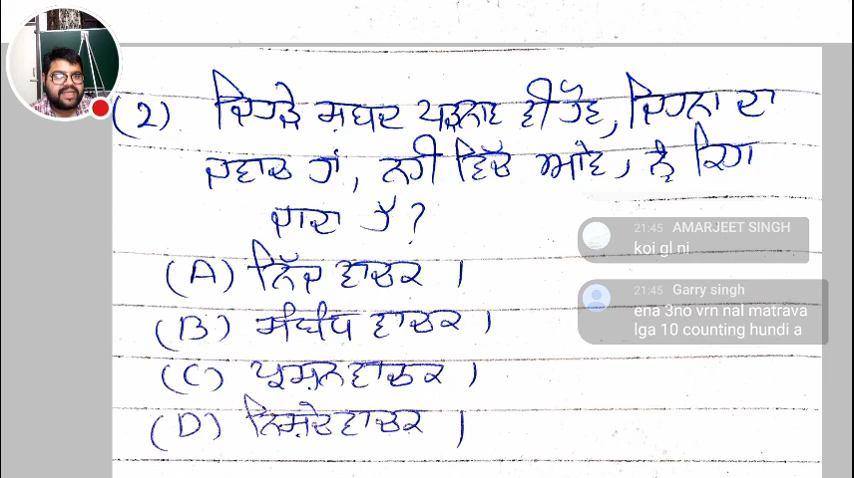 (2) ਜਿਹੜੇ ਸ਼ਬਦ ਪੜਨਾਂਵ ਵੀ ਹੋਵੇ, ਜਿਹਨਾ ਦਾ
ਜਵਾਬ ਹਾਂ, ਨਹੀ ਵਿੱਚ ਆਵੇ, ਨੂੰ ਕਿਹਾ
ਜਾਦਾ ਹੈ?
(A) ਨਿੱਜ ਵਾਚਕ ।
(B) ਸੰਬੰਧ ਵਾਚਕ ।
(C) ਪ੍ਰਸ਼ਨਵਾਚਕ ।
(D) ਨਿਸ਼ਚੇਵਾਚਕ ।
21:45 AMARJEET SINGH
koi gl ni
21:45 Garry singh
ena 3no vrn nal matrava
lga 10 counting hundi a